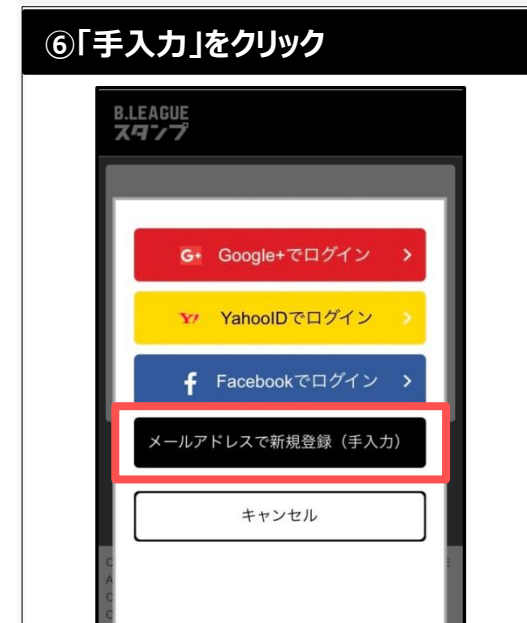 ⑥「手入力」をクリック
B.LEAGUE
スタンプ
G+ Google+でログイン >
Y! YahooIDでログイン >
f Facebookでログイン >
メールアドレスで新規登録（手入力）
キャンセル